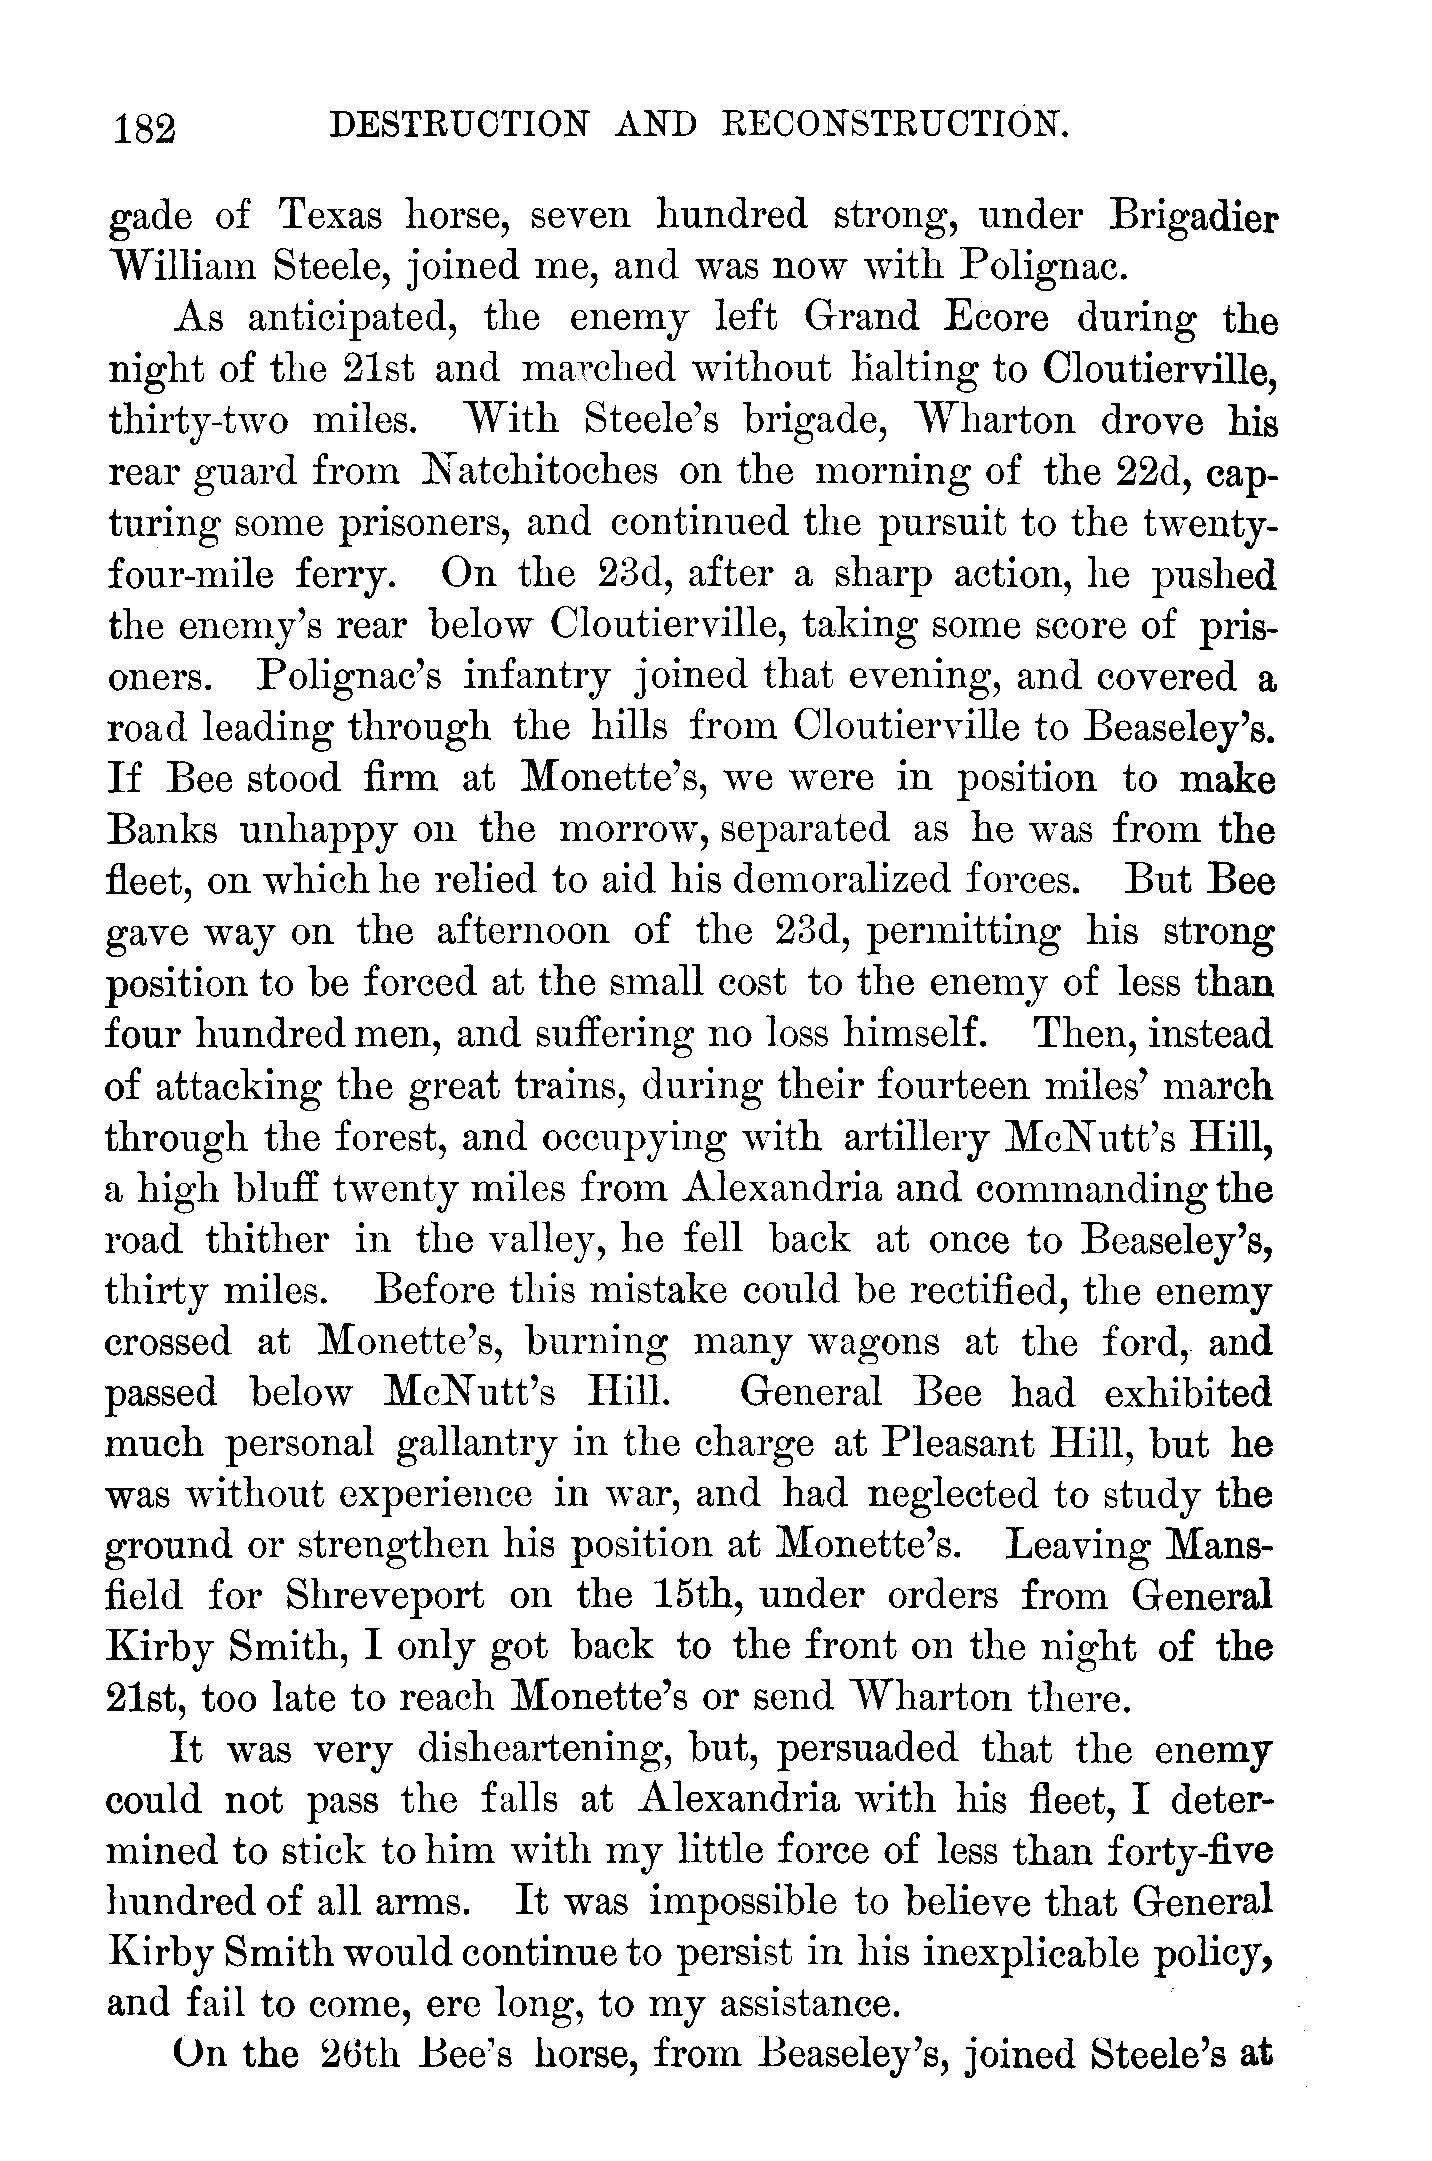 182 DESTRUCTION AND RECONSTRUCTION.
gade of Texas horse, seven hundred strong, under Brigadier
William Steele, joined me, and was now with Polignac.
As anticipated, the enemy left Grand Ecore during the
night of the 21st and marched without halting to Cloutierville,
thirty-two miles. With Steele's brigade, Wharton drove his
rear guard from Natchitoches on the morning of the 22d, cap-
turing some prisoners, and continued the pursuit to the twenty-
four-mile ferry. On the 23d, after a sharp action, he pushed
the enemy's rear below Cloutierville, taking some score of pris-
oners. Polignac's infantry joined that evening, and covered a
road leading through the hills from Cloutierville to Beaseley's.
If Bee stood firm at Monette's, we were in position to make
Banks unhappy on the morrow, separated as he was from the
fleet, on which he relied to aid his demoralized forces. But Bee
gave way on the afternoon of the 23d, permitting his strong
position to be forced at the small cost to the enemy of less than
four hundred men, and suffering no loss himself. Then, instead
of attacking the great trains, during their fourteen miles' march
through the forest, and occupying with artillery McNutt's Hill,
a high bluff twenty miles from Alexandria and commanding the
road thither in the valley, he fell back at once to Beaseley's,
thirty miles. Before this mistake could be rectified, the enemy
crossed at Monette's, burning many wagons at the ford, and
passed below McNutt's Hill. General Bee had exhibited
much personal gallantry in the charge at Pleasant Hill, but he
was without experience in war, and had neglected to study the
ground or strengthen his position at Monette's. Leaving Mans-
field for Shreveport on the 15th, under orders from General
Kirby Smith, I only got back to the front on the night of the
21st, too late to reach Monette's or send Wharton there.
It was very disheartening, but, persuaded that the enemy
could not pass the falls at Alexandria with his fleet, I deter-
mined to stick to him with my little force of less than forty-five
hundred of all arms. It was impossible to believe that General
Kirby Smith would continue to persist in his inexplicable policy,
and fail to come, ere long, to my assistance.
On the 26th Bee's horse, from Beaseley's, joined Steele's at